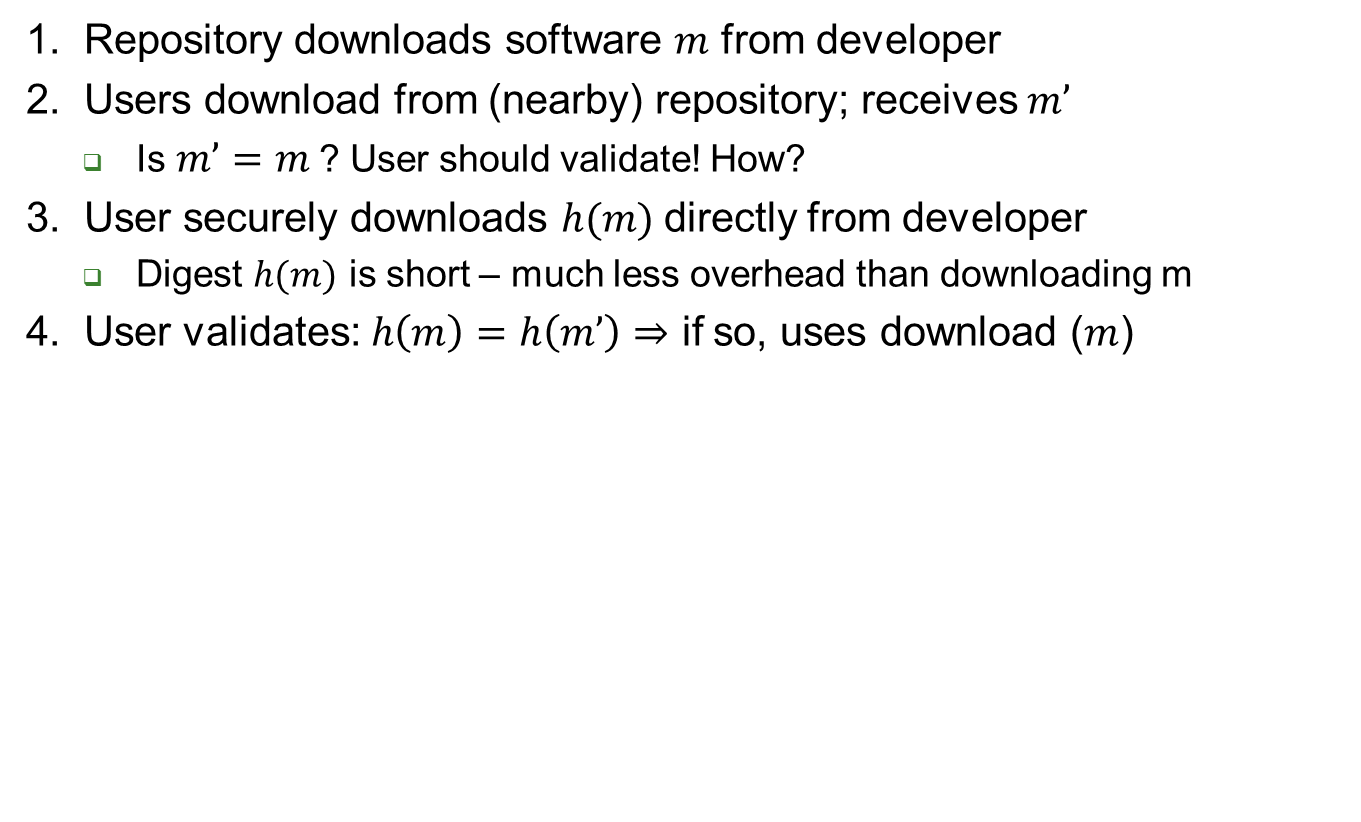 1. Repository downloads software m from developer
2. Users download from (nearby) repository; receives m’
❑ Is m’ = m ? User should validate! How?
3. User securely downloads h(m) directly from developer
❑ Digest h(m) is short – much less overhead than downloading m
4. User validates: h(m) = h(m’) ⇒ if so, uses download (m)